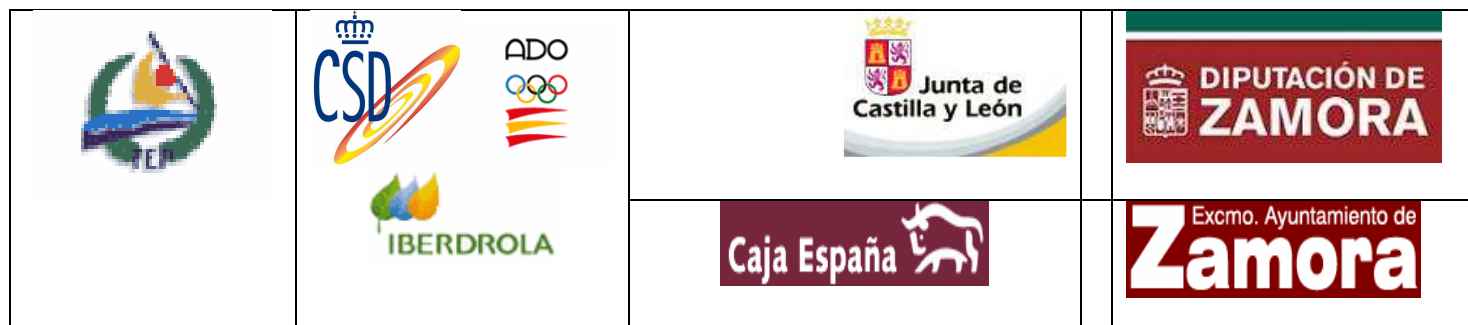 FEP
CSD
ADO
IBERDROLA
Junta de
Castilla y León
DIPUTACIÓN DE
ZAMORA
Caja España
Excmo. Ayuntamiento de
Zamora